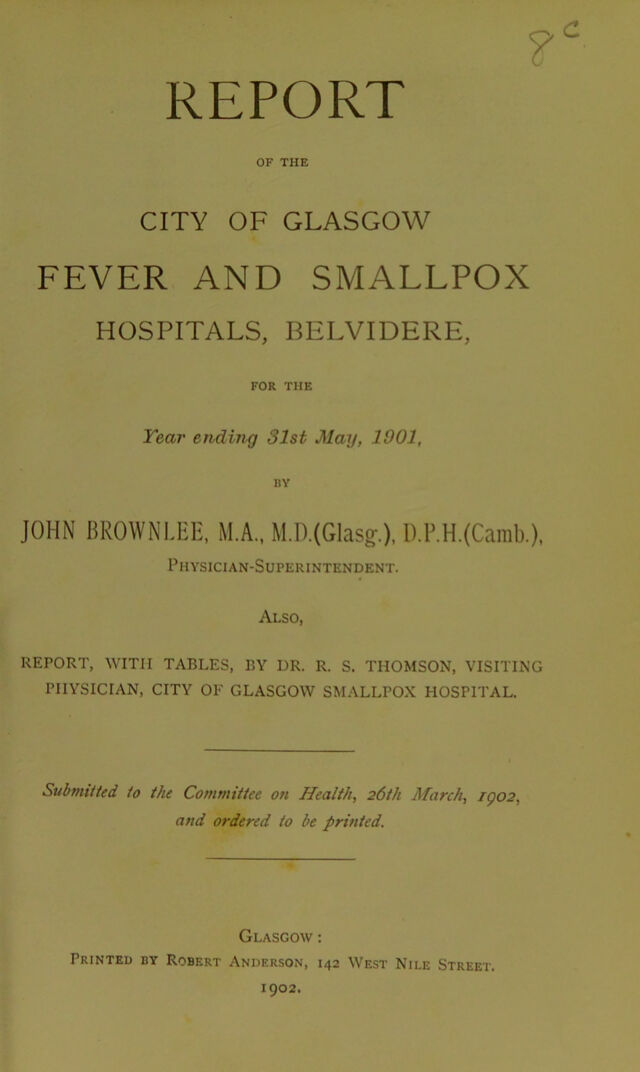 REPORT
OF THE
CITY OF GLASGOW
FEVER AND SMALLPOX
HOSPITALS, BELVIDERE,
FOR THE
Year ending 31st May, 1901,
BY
JOHN BROWNLEE, M.A., M.D.(Glasg.), D.P.H.(Camb.),
PHYSICIAN-SUPERINTENDENT.
ALSO,
REPORT, WITH TABLES, BY DR. R. S. THOMSON, VISITING
PHYSICIAN, CITY OF GLASGOW SMALLPOX HOSPITAL.
Submitted to the Committee on Health, 26th March, 1902,
and ordered to be printed.
GLASGOW:
PRINTED BY ROBERT ANDERSON, 142 WEST NILE STREET.
1902.